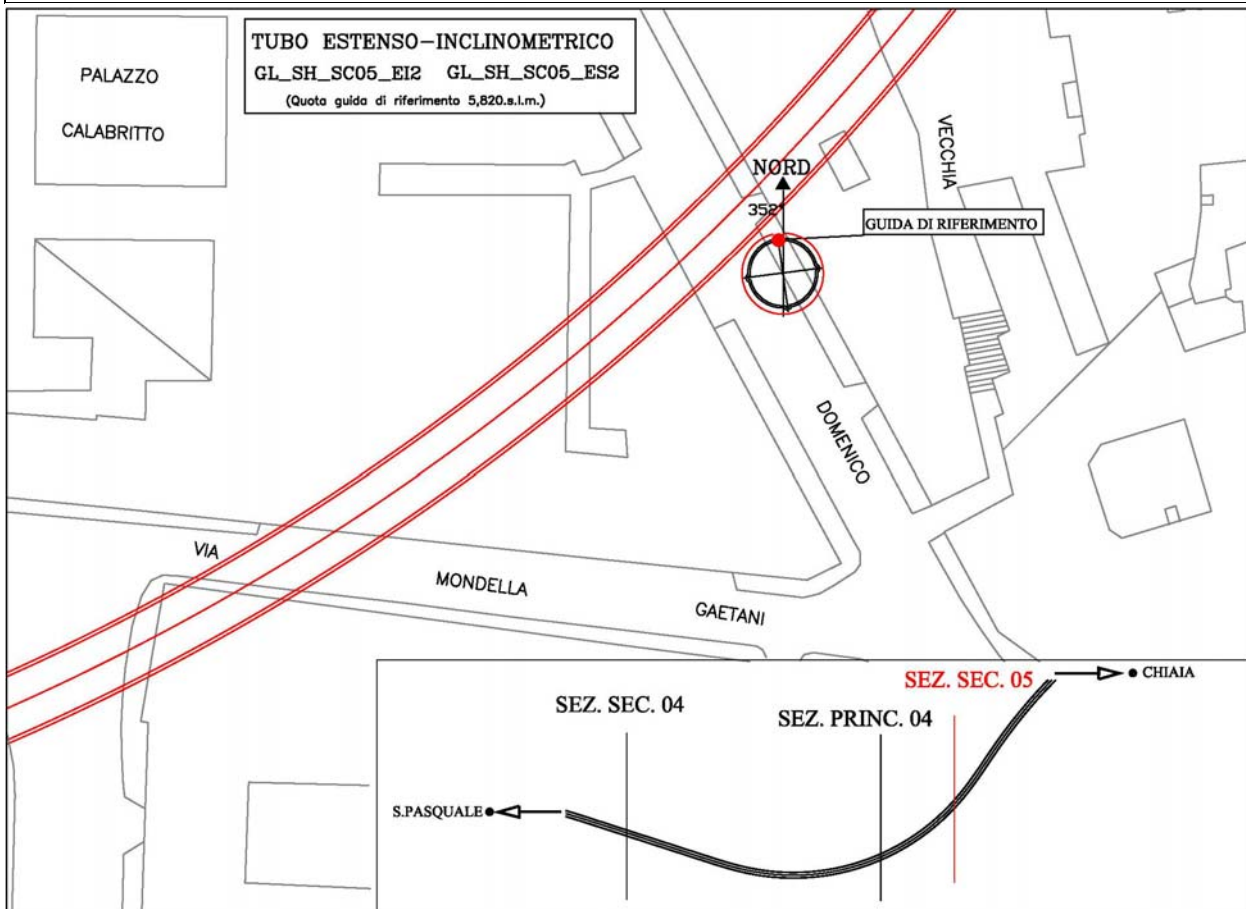 TUBO ESTENSO-INCLINOMETRICO
GL_SH_SC05_EI2 GL_SH_SC05_ES2
(Quota guida di riferimento 5,820.s.l.m.)
PALAZZO
CALABRITTO
VECCHIA
NORD
352°
GUIDA DI RIFERIMENTO
DOMENICO
VIA
MONDELLA
GAETANI
SEZ. SEC. 04
SEZ. PRINC. 04
SEZ. SEC. 05
CHIAIA
S.PASQUALE